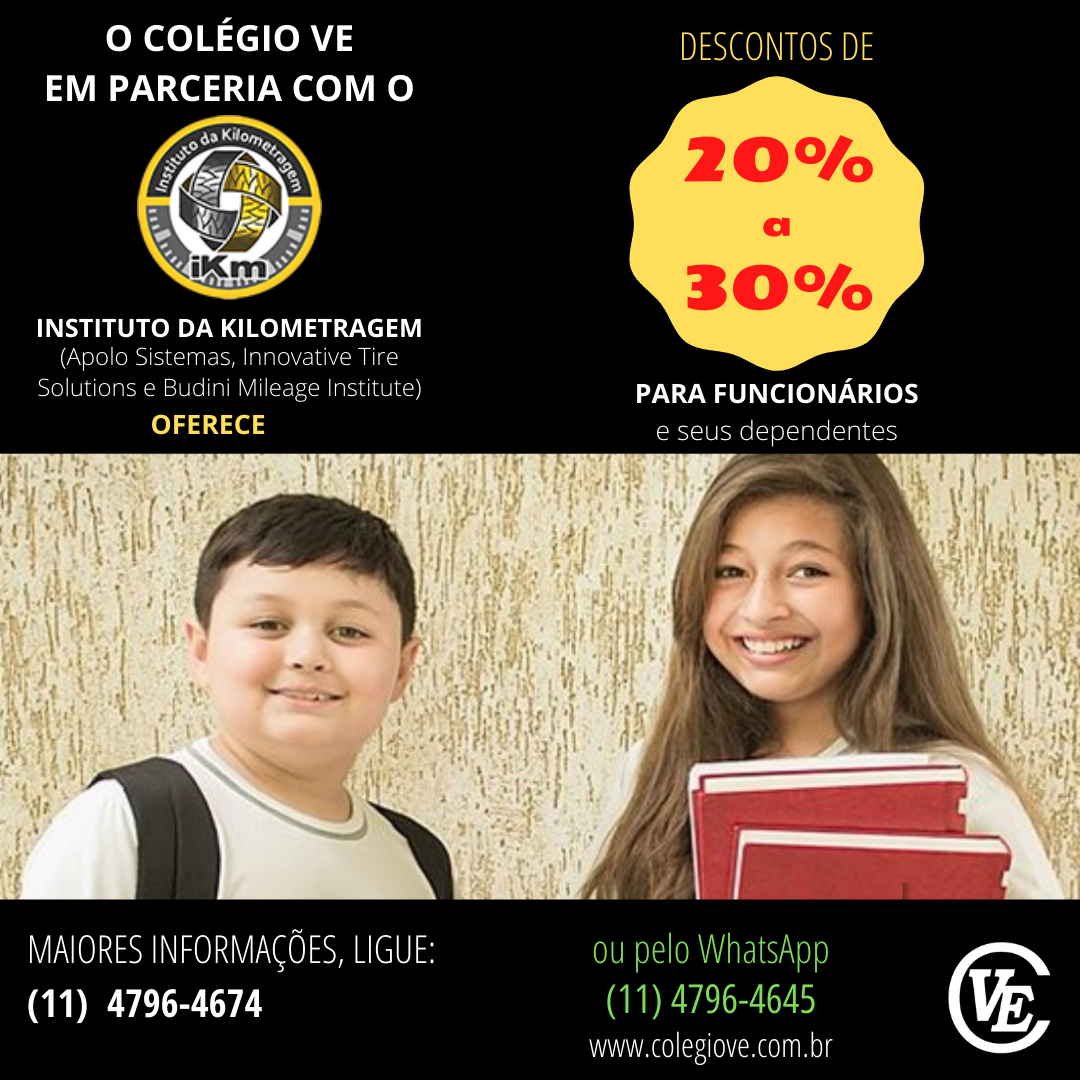 O COLÉGIO VE
EM PARCERIA COM O
Instituto da Kilometragem
iKm
INSTITUTO DA KILOMETRAGEM
(Apolo Sistemas, Innovative Tire
Solutions e Budini Mileage Institute)
OFERECE
DESCONTOS DE
20%
a
30%
PARA FUNCIONÁRIOS
e seus dependentes
MAIORES INFORMAÇÕES, LIGUE:
(11) 4796-4674
ou pelo WhatsApp
(11) 4796-4645
www.colegiove.com.br
CVE